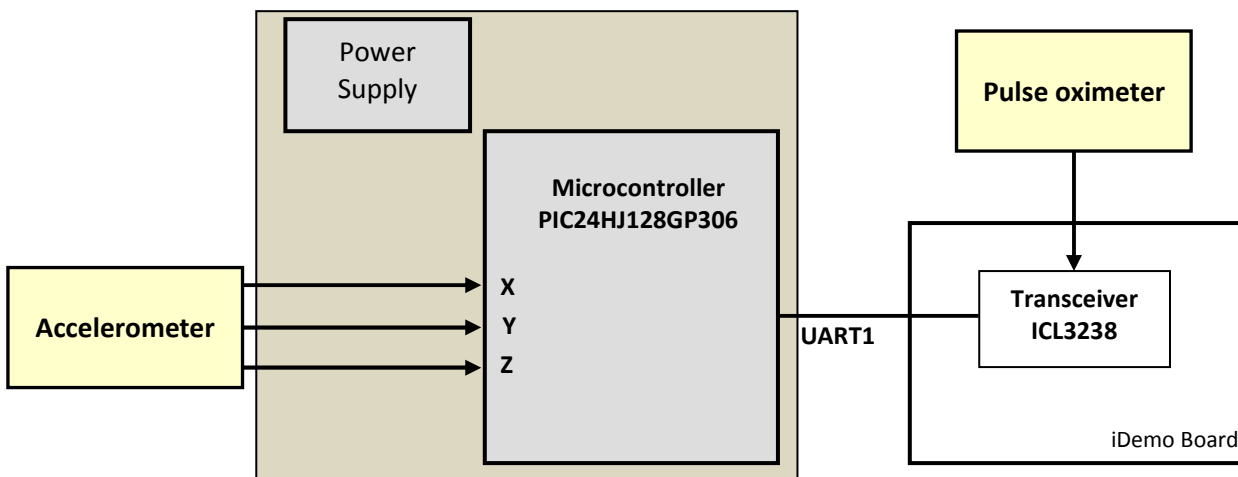 Power
Supply
Pulse oximeter
Microcontroller
PIC24HJ128GP306
Accelerometer
X
Y
Z
UART1
Transceiver
ICL3238
iDemo Board